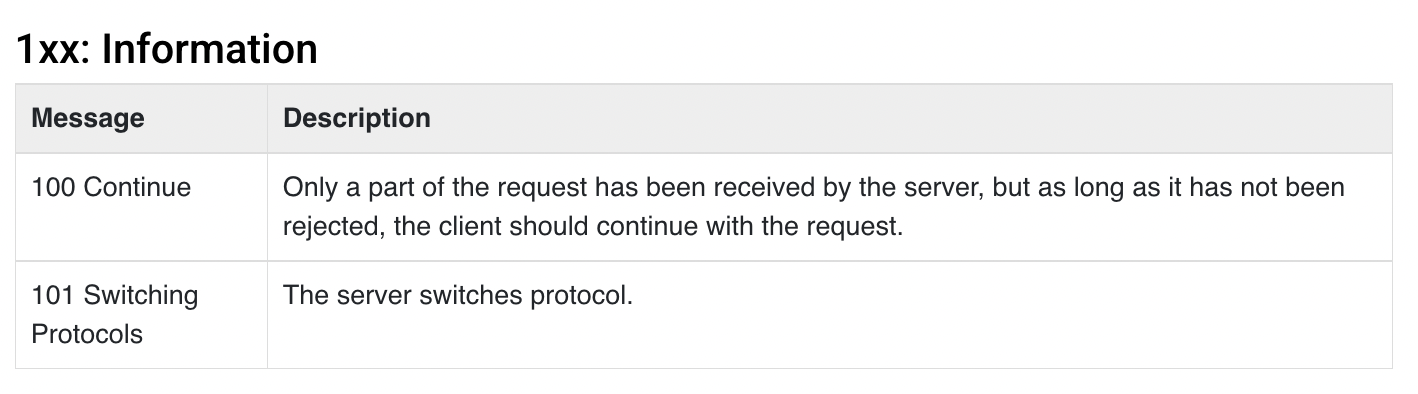 1xx: Information
Message Description
100 Continue Only a part of the request has been received by the server, but as long as it has not been
rejected, the client should continue with the request.
101 Switching The server switches protocol.
Protocols